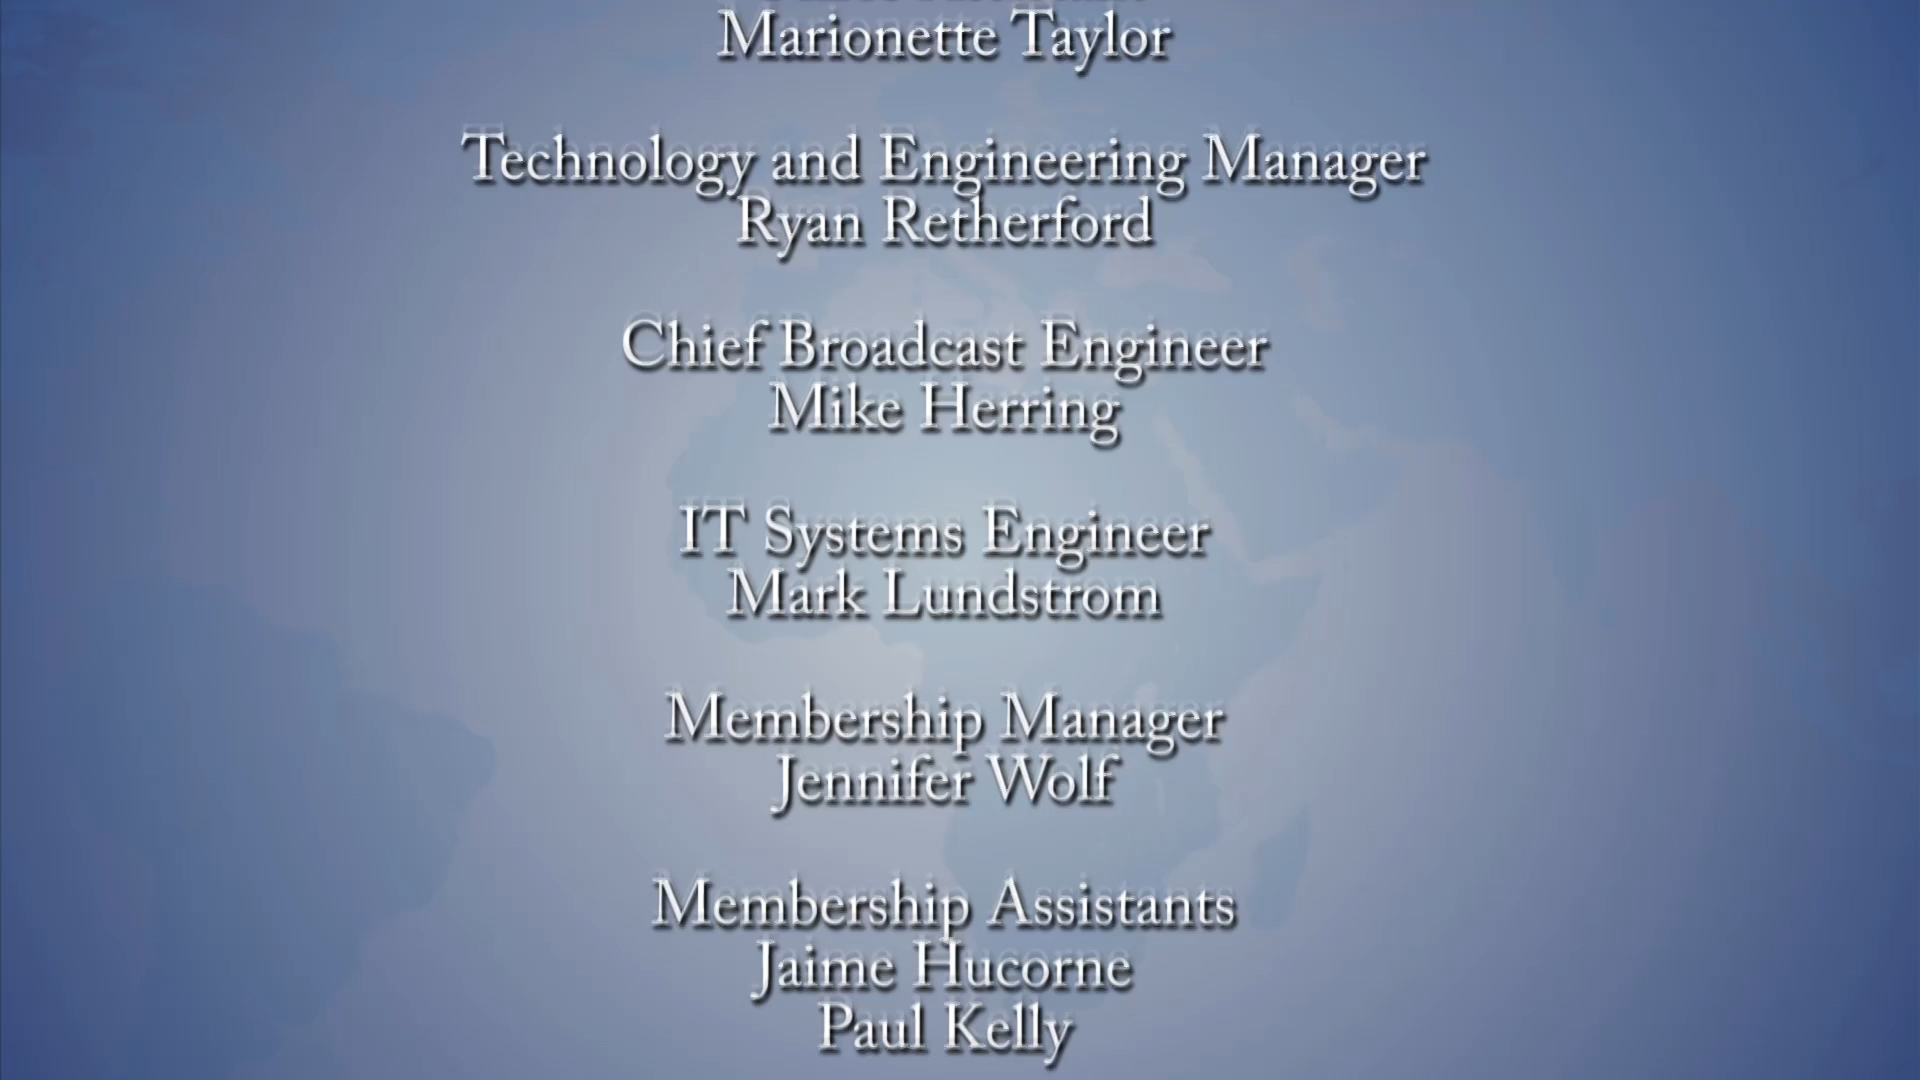 Marionette Taylor
Technology and Engineering Manager
Ryan Retherford
Chief Broadcast Engineer
Mike Herring
IT Systems Engineer
Mark Lundstrom
Membership Manager
Jennifer Wolf
Membership Assistants
Jaime Hucorne
Paul Kelly